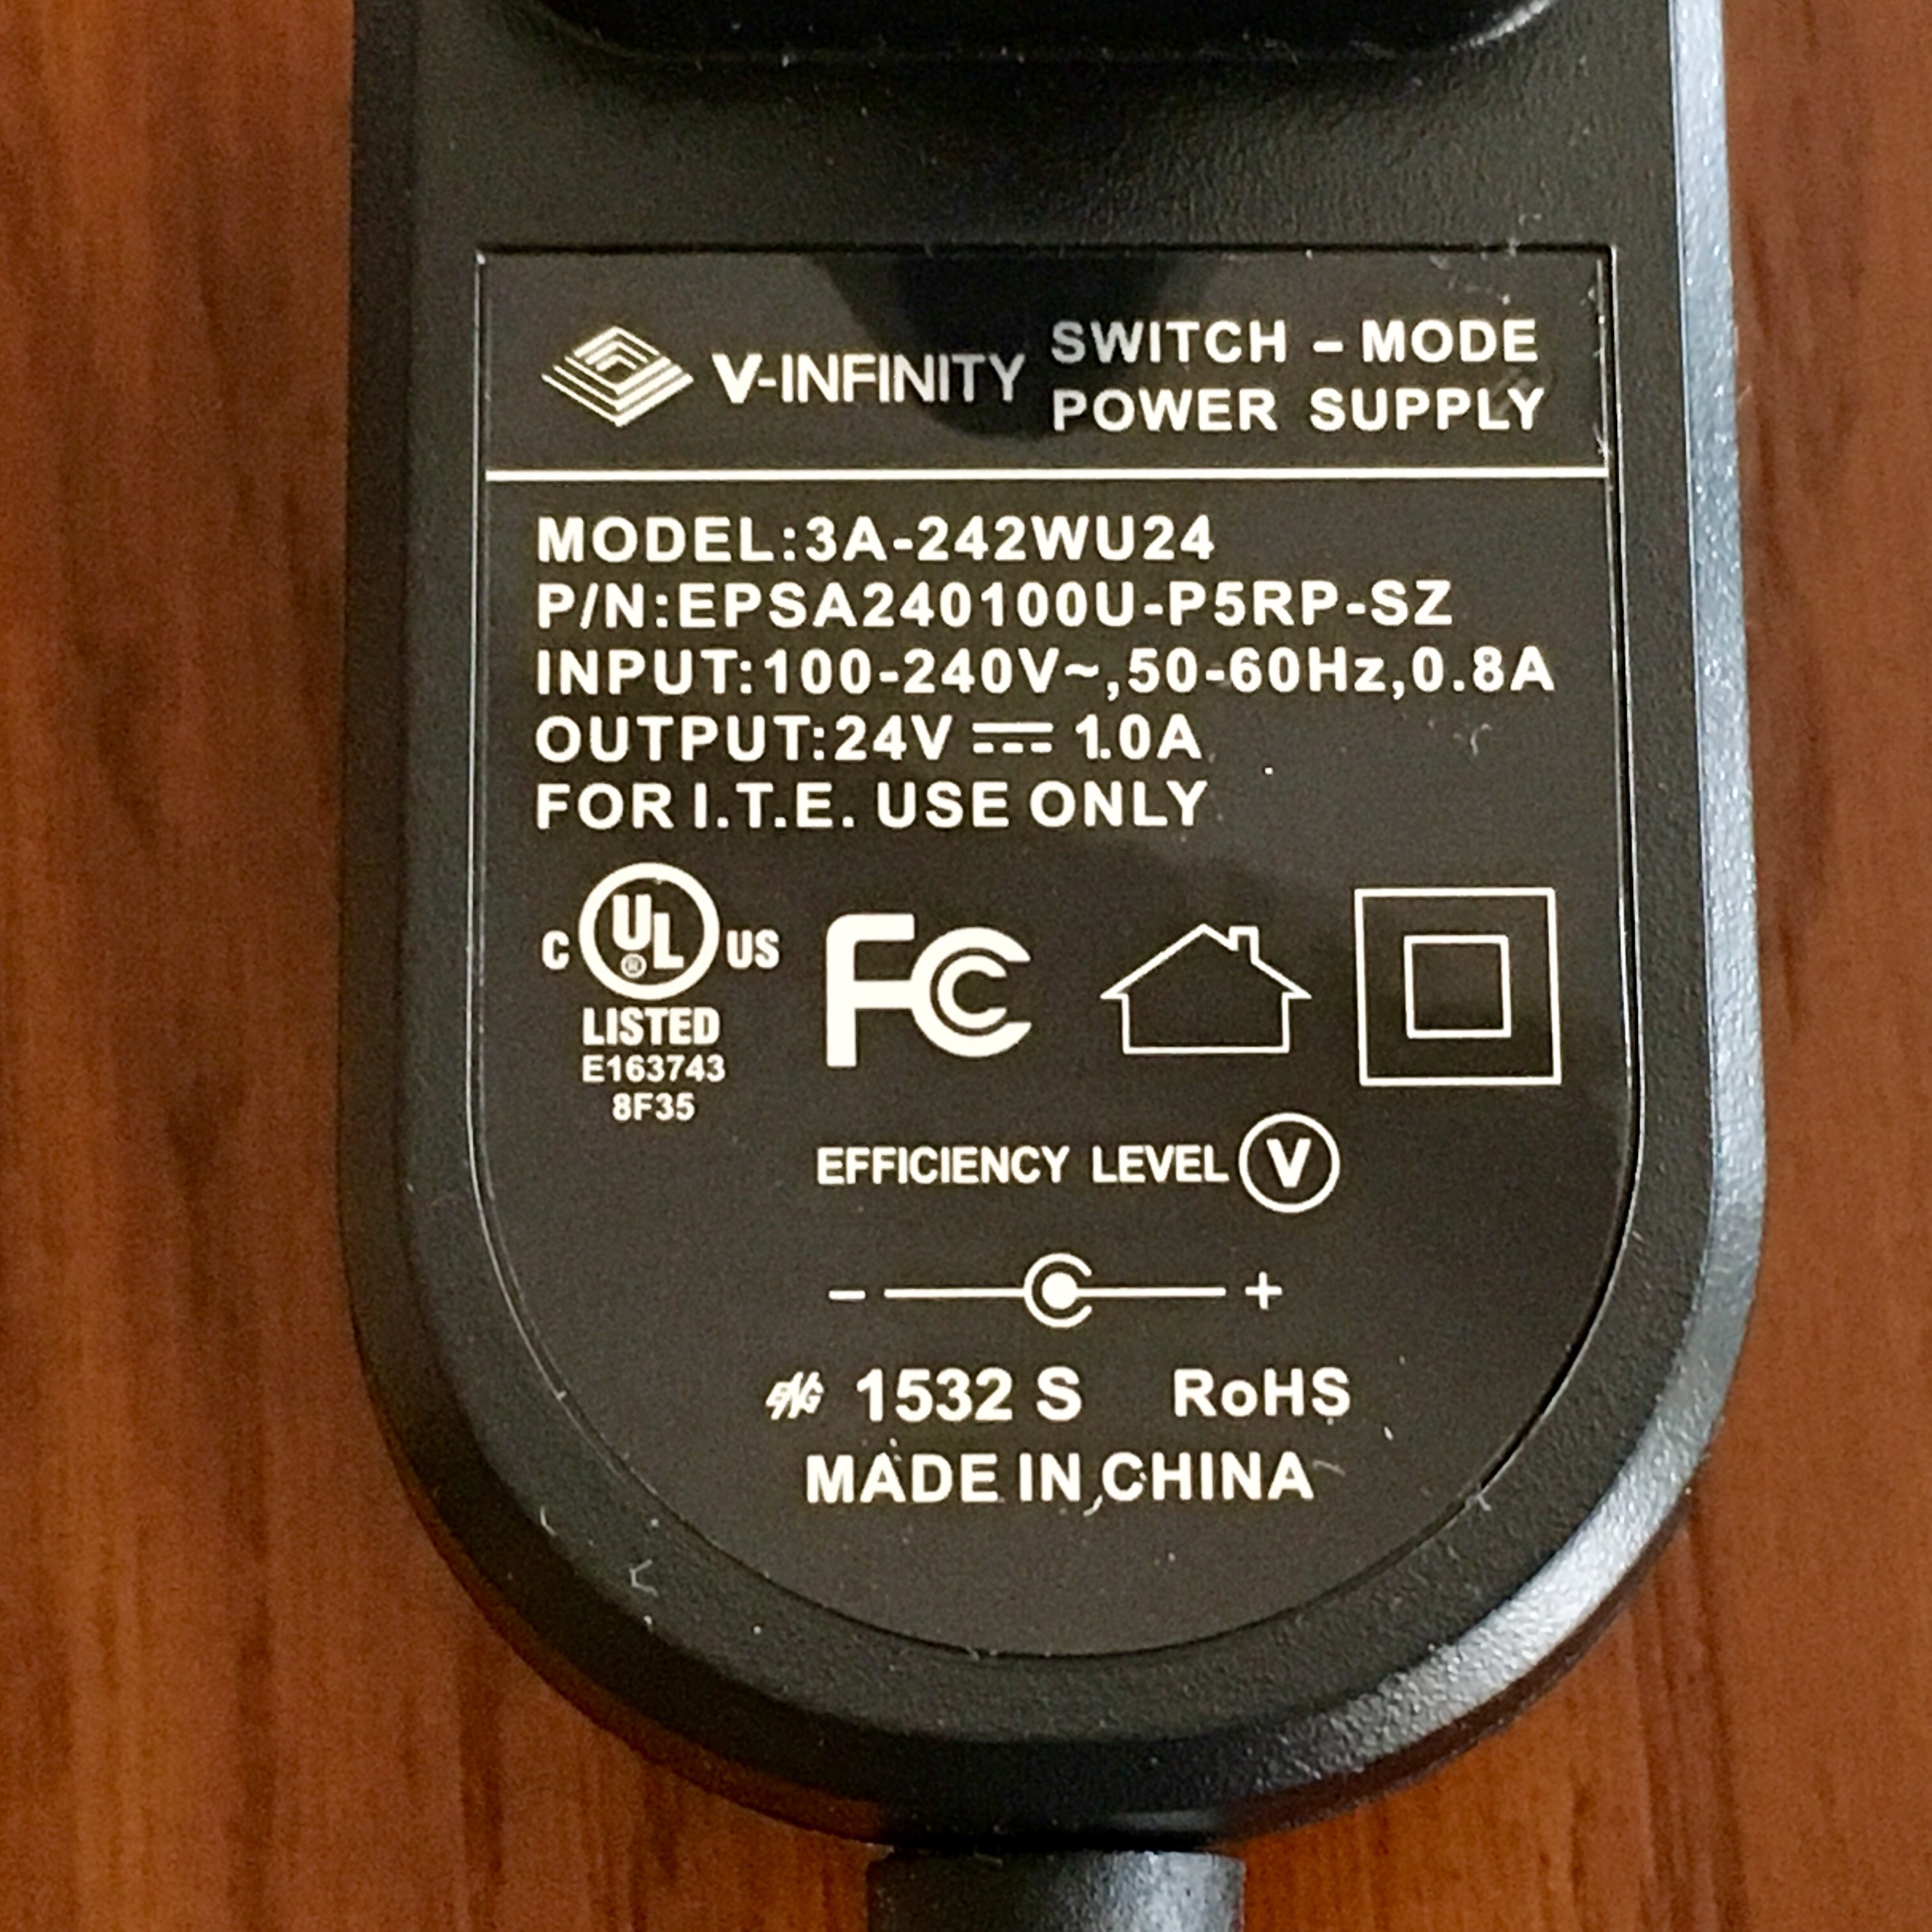 V-INFINITY
SWITCH – MODE
POWER SUPPLY
MODEL:3A-242WU24
P/N:EPSA240100U-P5RP-SZ
INPUT:100-240V~,50-60Hz,0.8A
OUTPUT:24V ⎓ 1.0A
FOR I.T.E. USE ONLY
C UL ® US
LISTED
E163743
8F35
FC
EFFICIENCY LEVEL V
− +
ENG 1532 S RoHS
MADE IN CHINA